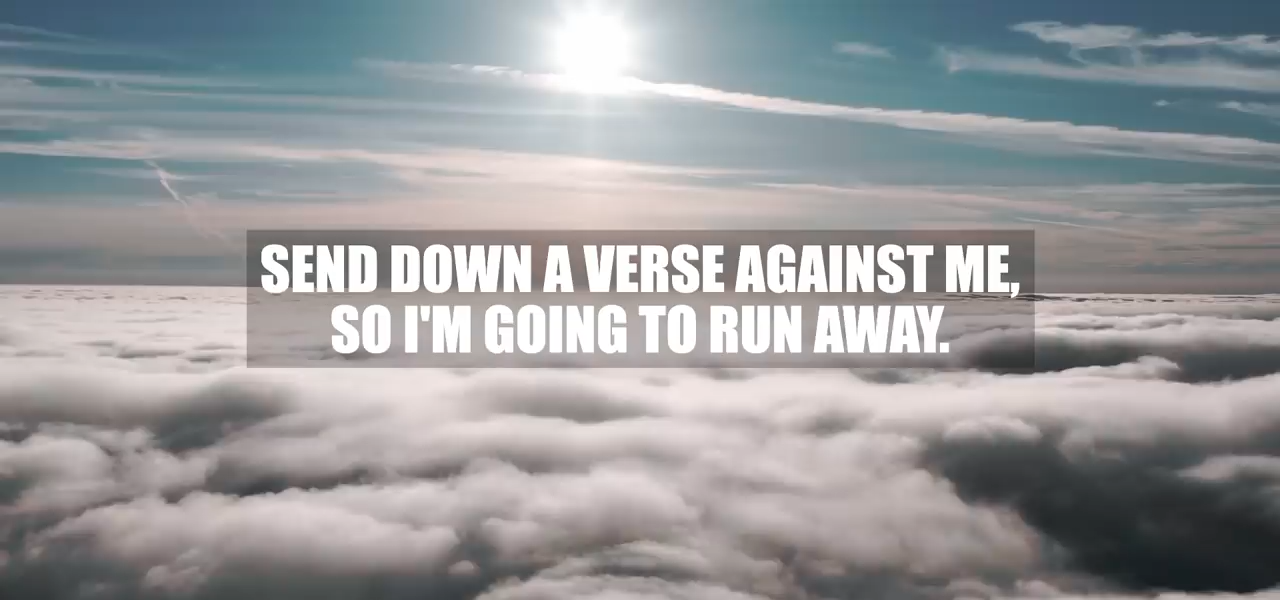 SEND DOWN A VERSE AGAINST ME,
SO I'M GOING TO RUN AWAY.